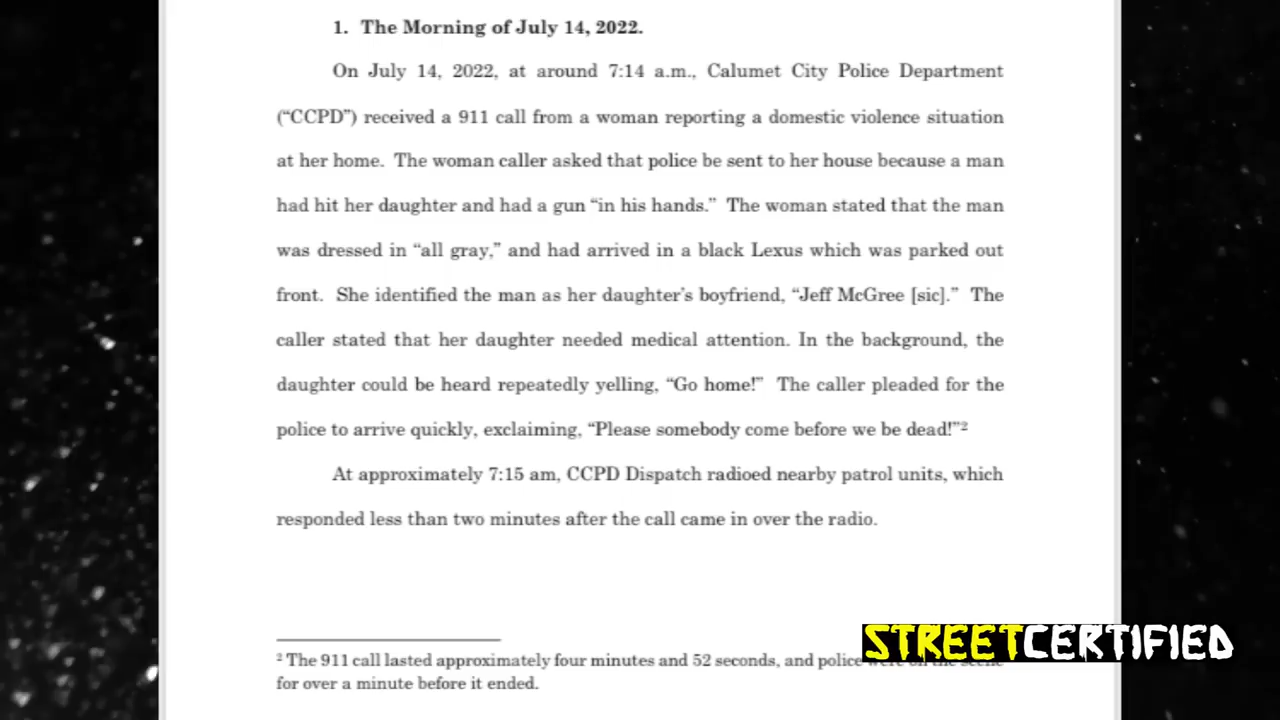 1. The Morning of July 14, 2022.
On July 14, 2022, at around 7:14 a.m., Calumet City Police Department
(“CCPD”) received a 911 call from a woman reporting a domestic violence situation
at her home. The woman caller asked that police be sent to her house because a man
had hit her daughter and had a gun “in his hands.” The woman stated that the man
was dressed in “all gray,” and had arrived in a black Lexus which was parked out
front. She identified the man as her daughter’s boyfriend, “Jeff McGree [sic].” The
caller stated that her daughter needed medical attention. In the background, the
daughter could be heard repeatedly yelling, “Go home!” The caller pleaded for the
police to arrive quickly, exclaiming, “Please somebody come before we be dead!”²
At approximately 7:15 am, CCPD Dispatch radioed nearby patrol units, which
responded less than two minutes after the call came in over the radio.
² The 911 call lasted approximately four minutes and 52 seconds, and police
for over a minute before it ended.
STREETCERTIFIED